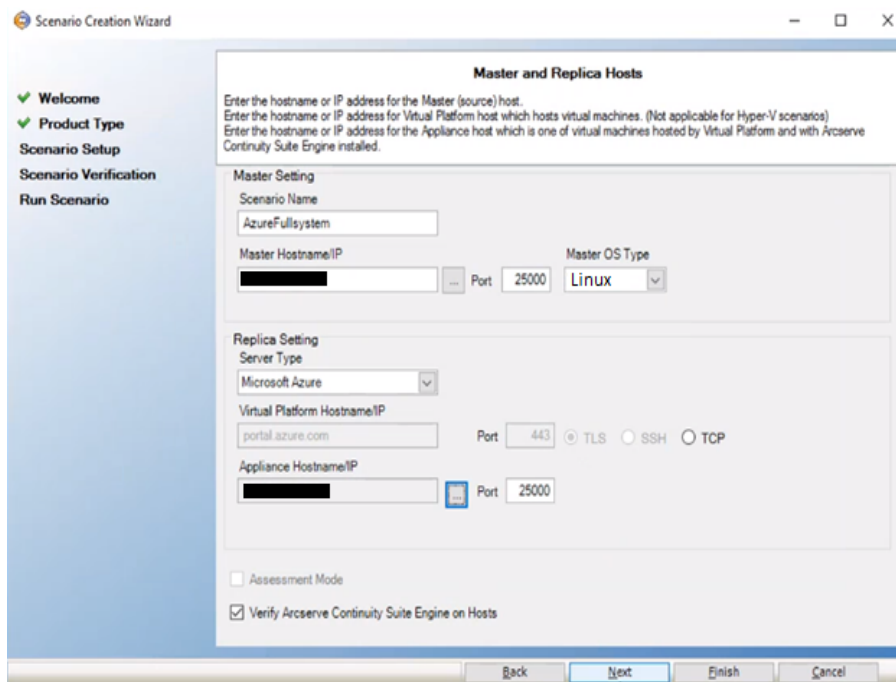 Scenario Creation Wizard
Master and Replica Hosts
Enter the hostname or IP address for the Master (source) host.
Enter the hostname or IP address for Virtual Platform host which hosts virtual machines. (Not applicable for Hyper-V scenarios)
Enter the hostname or IP address for the Appliance host which is one of virtual machines hosted by Virtual Platform and with Arcserve
Continuity Suite Engine installed.
Welcome
Product Type
Scenario Setup
Scenario Verification
Run Scenario
Master Setting
Scenario Name
AzureFullsystem
Master Hostname/IP
Master OS Type
... Port 25000 Linux
Replica Setting
Server Type
Microsoft Azure
Virtual Platform Hostname/IP
portal.azure.com Port 443 TLS SSH TCP
Appliance Hostname/IP
... Port 25000
Assessment Mode
Verify Arcserve Continuity Suite Engine on Hosts
Back Next Finish Cancel